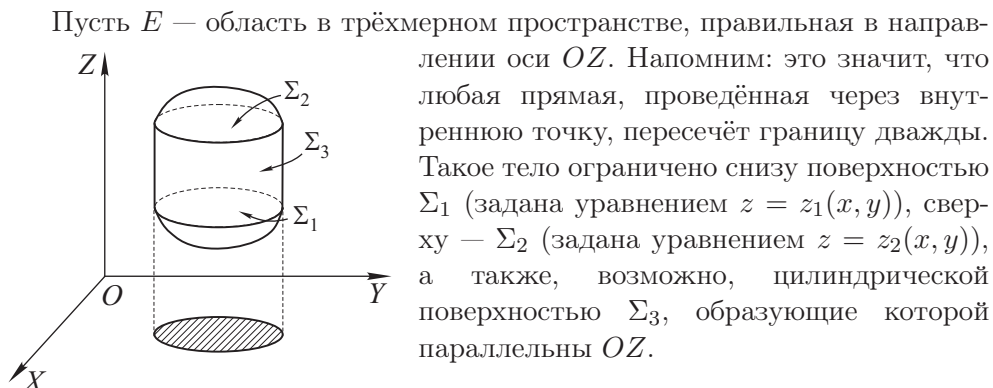 Пусть E — область в трёхмерном пространстве, правильная в направ-
лении оси OZ. Напомним: это значит, что
любая прямая, проведённая через внут-
реннюю точку, пересечёт границу дважды.
Такое тело ограничено снизу поверхностью
Σ₁ (задана уравнением z = z₁(x, y)), свер-
ху — Σ₂ (задана уравнением z = z₂(x, y)),
а также, возможно, цилиндрической
поверхностью Σ₃, образующие которой
параллельны OZ.
Z
Σ₂
Σ₃
Σ₁
O
Y
X